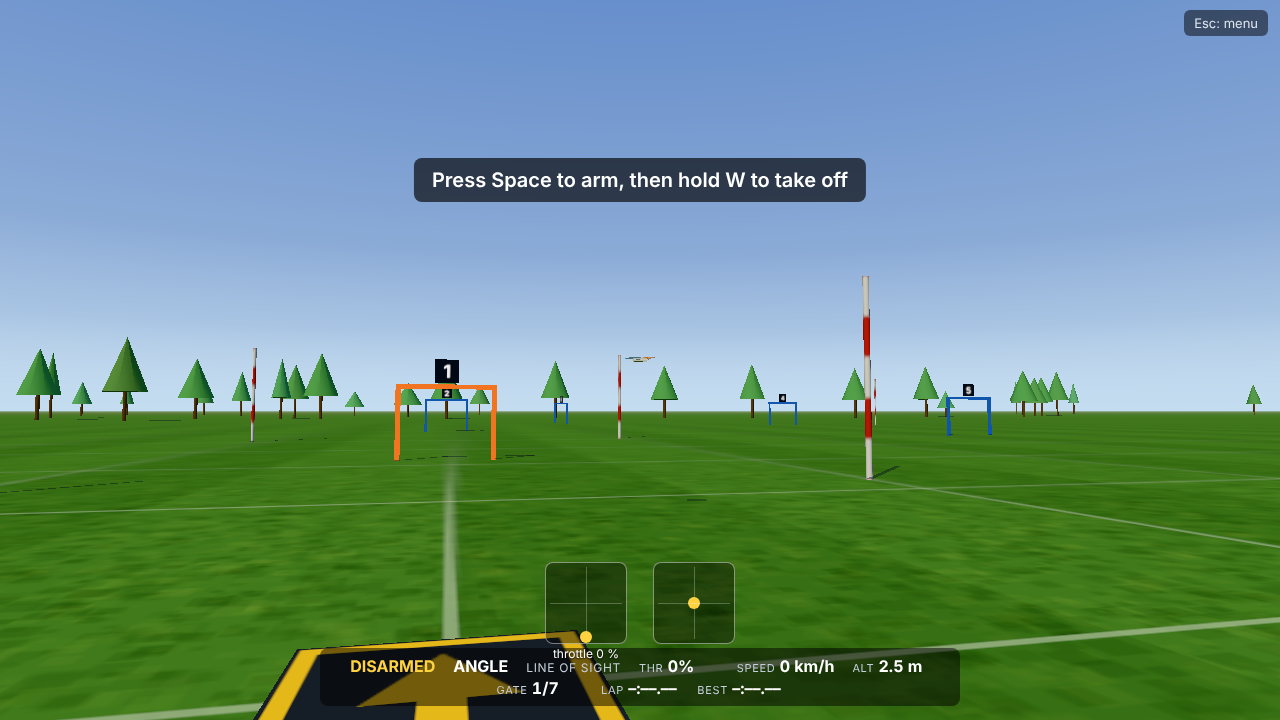 Esc: menu
Press Space to arm, then hold W to take off
1
2
4
5
throttle 0 %
DISARMED ANGLE LINE OF SIGHT THR 0% SPEED 0 km/h ALT 2.5 m
GATE 1/7 LAP –:––.–– BEST –:––.––